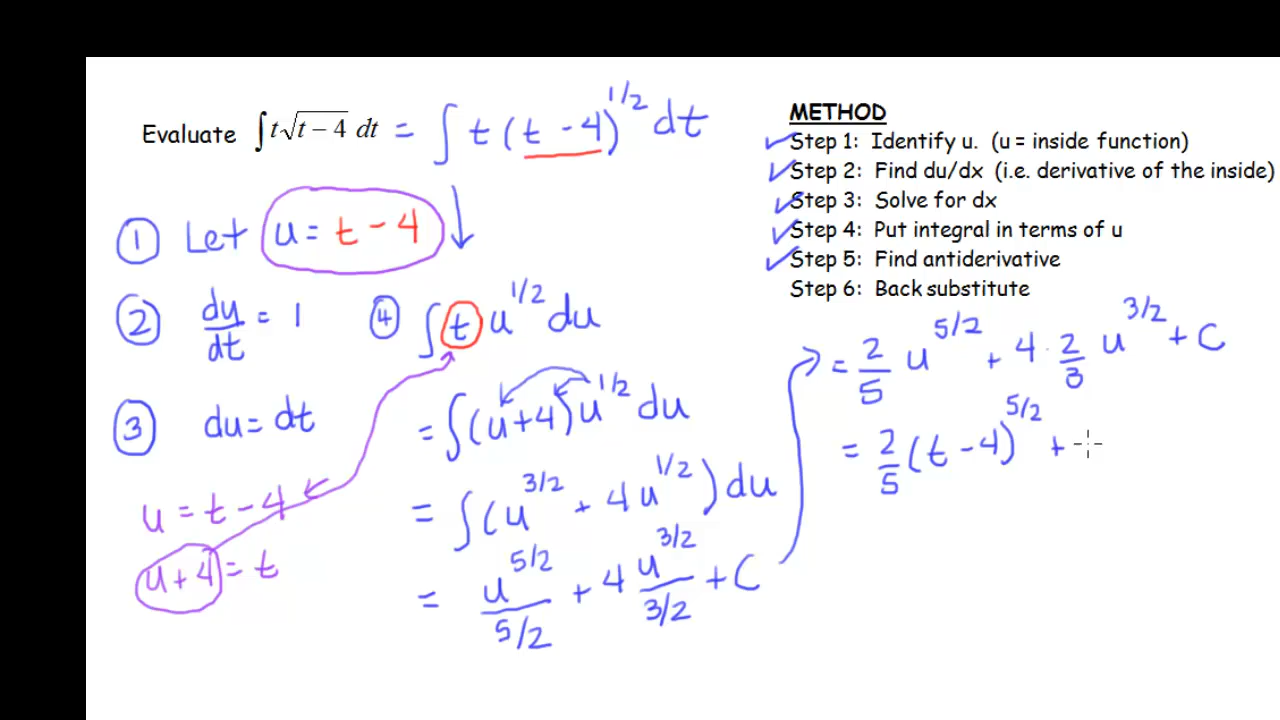 Evaluate ∫ t√(t − 4) dt = ∫ t (t − 4)^1/2 dt
① Let u = t − 4
② du/dt = 1
③ du = dt
u = t − 4
u + 4 = t
④ ∫ t u^1/2 du
= ∫ (u + 4) u^1/2 du
= ∫ (u^3/2 + 4u^1/2) du
= u^5/2 / 5/2 + 4 u^3/2 / 3/2 + C
METHOD
Step 1: Identify u. (u = inside function)
Step 2: Find du/dx (i.e. derivative of the inside)
Step 3: Solve for dx
Step 4: Put integral in terms of u
Step 5: Find antiderivative
Step 6: Back substitute
= 2/5 u^5/2 + 4 · 2/3 u^3/2 + C
= 2/5 (t − 4)^5/2 +